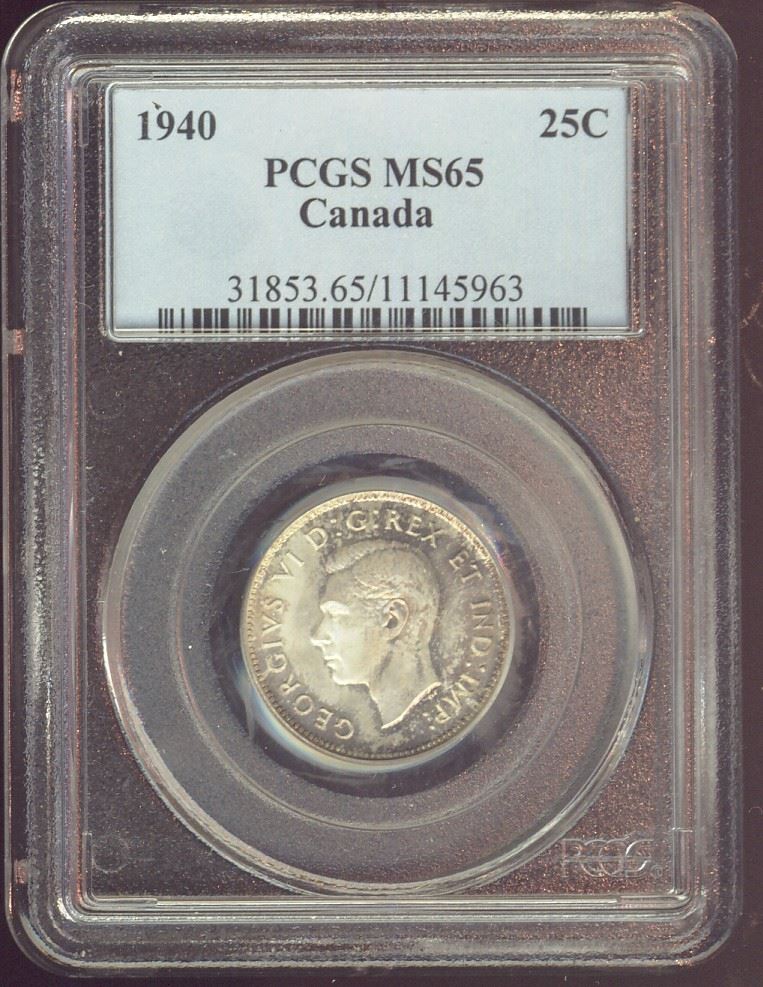 1940 25C
PCGS MS65
Canada
31853.65/11145963
GEORGIVS VI D:G:REX ET IND:IMP:
PCGS